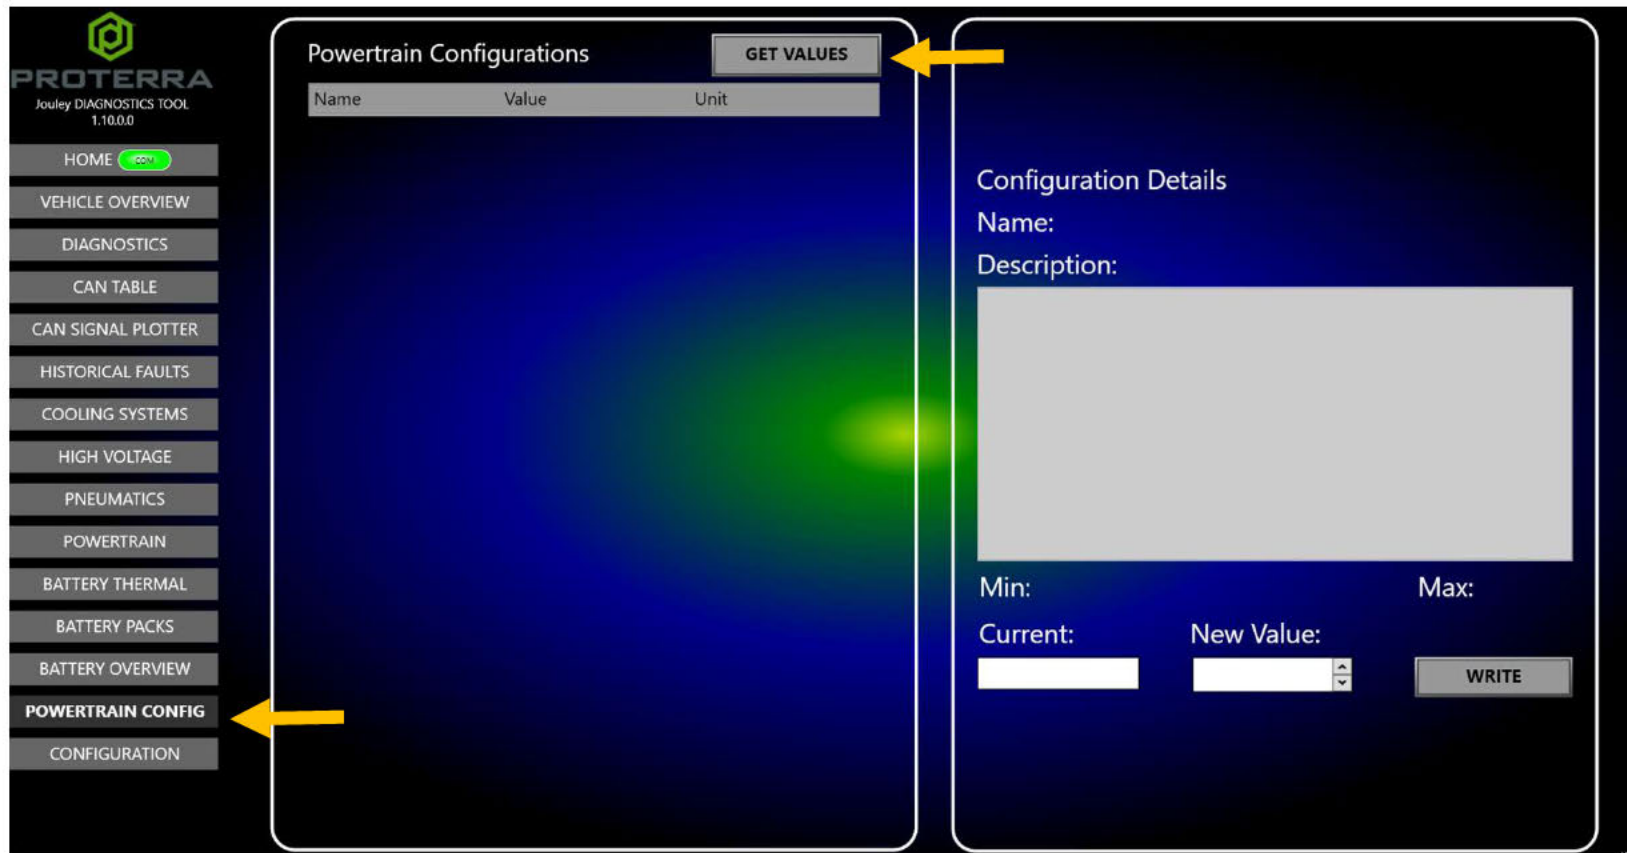 PROTERRA
Jouley DIAGNOSTICS TOOL
1.10.0.0
HOME COM
VEHICLE OVERVIEW
DIAGNOSTICS
CAN TABLE
CAN SIGNAL PLOTTER
HISTORICAL FAULTS
COOLING SYSTEMS
HIGH VOLTAGE
PNEUMATICS
POWERTRAIN
BATTERY THERMAL
BATTERY PACKS
BATTERY OVERVIEW
POWERTRAIN CONFIG
CONFIGURATION
Powertrain Configurations GET VALUES
Name Value Unit
Configuration Details
Name:
Description:
Min: Max:
Current: New Value:
WRITE